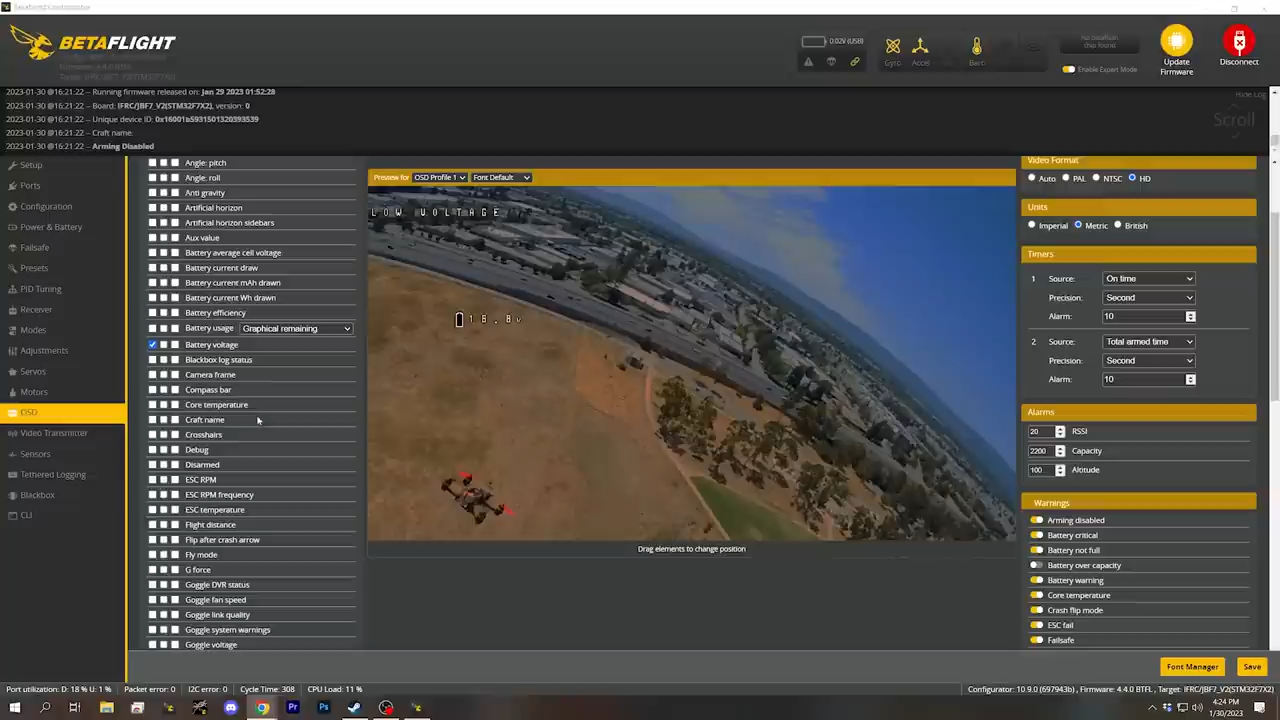 BETAFLIGHT
0.02V (USB)
Gyro
Accel
Baro
No dataflash
chip found
Enable Expert Mode
Update
Firmware
Disconnect
2023-01-30 @16:21:22 -- Running firmware released on: Jan 29 2023 01:52:28
2023-01-30 @16:21:22 -- Board: IFRC/JBF7_V2(STM32F7X2), version: 0
2023-01-30 @16:21:22 -- Unique device ID: 0x16001a5931501320393539
2023-01-30 @16:21:22 -- Craft name:
2023-01-30 @16:21:22 -- Arming Disabled
Hide Log
Scroll
Setup
Ports
Configuration
Power & Battery
Failsafe
Presets
PID Tuning
Receiver
Modes
Adjustments
Servos
Motors
OSD
Video Transmitter
Sensors
Tethered Logging
Blackbox
CLI
Angle: pitch
Angle: roll
Anti gravity
Artificial horizon
Artificial horizon sidebars
Aux value
Battery average cell voltage
Battery current draw
Battery current mAh drawn
Battery current Wh drawn
Battery efficiency
Battery usage Graphical remaining
Battery voltage
Blackbox log status
Camera frame
Compass bar
Core temperature
Craft name
Crosshairs
Debug
Disarmed
ESC RPM
ESC RPM frequency
ESC temperature
Flight distance
Flip after crash arrow
Fly mode
G force
Goggle DVR status
Goggle fan speed
Goggle link quality
Goggle system warnings
Goggle voltage
Preview for OSD Profile 1 Font Default
LOW VOLTAGE
16.8V
Drag elements to change position
Video Format
Auto PAL NTSC HD
Units
Imperial Metric British
Timers
1 Source: On time
Precision: Second
Alarm: 10
2 Source: Total armed time
Precision: Second
Alarm: 10
Alarms
20 RSSI
2200 Capacity
100 Altitude
Warnings
Arming disabled
Battery critical
Battery not full
Battery over capacity
Battery warning
Core temperature
Crash flip mode
ESC fail
Failsafe
Font Manager
Save
Port utilization: D: 18 % U: 1 % Packet error: 0 I2C error: 0 Cycle Time: 308 CPU Load: 11 %
Configurator: 10.9.0 (697943b), Firmware: 4.4.0 BTFL, Target: IFRC/JBF7_V2(STM32F7X2)
4:24 PM
1/30/2023